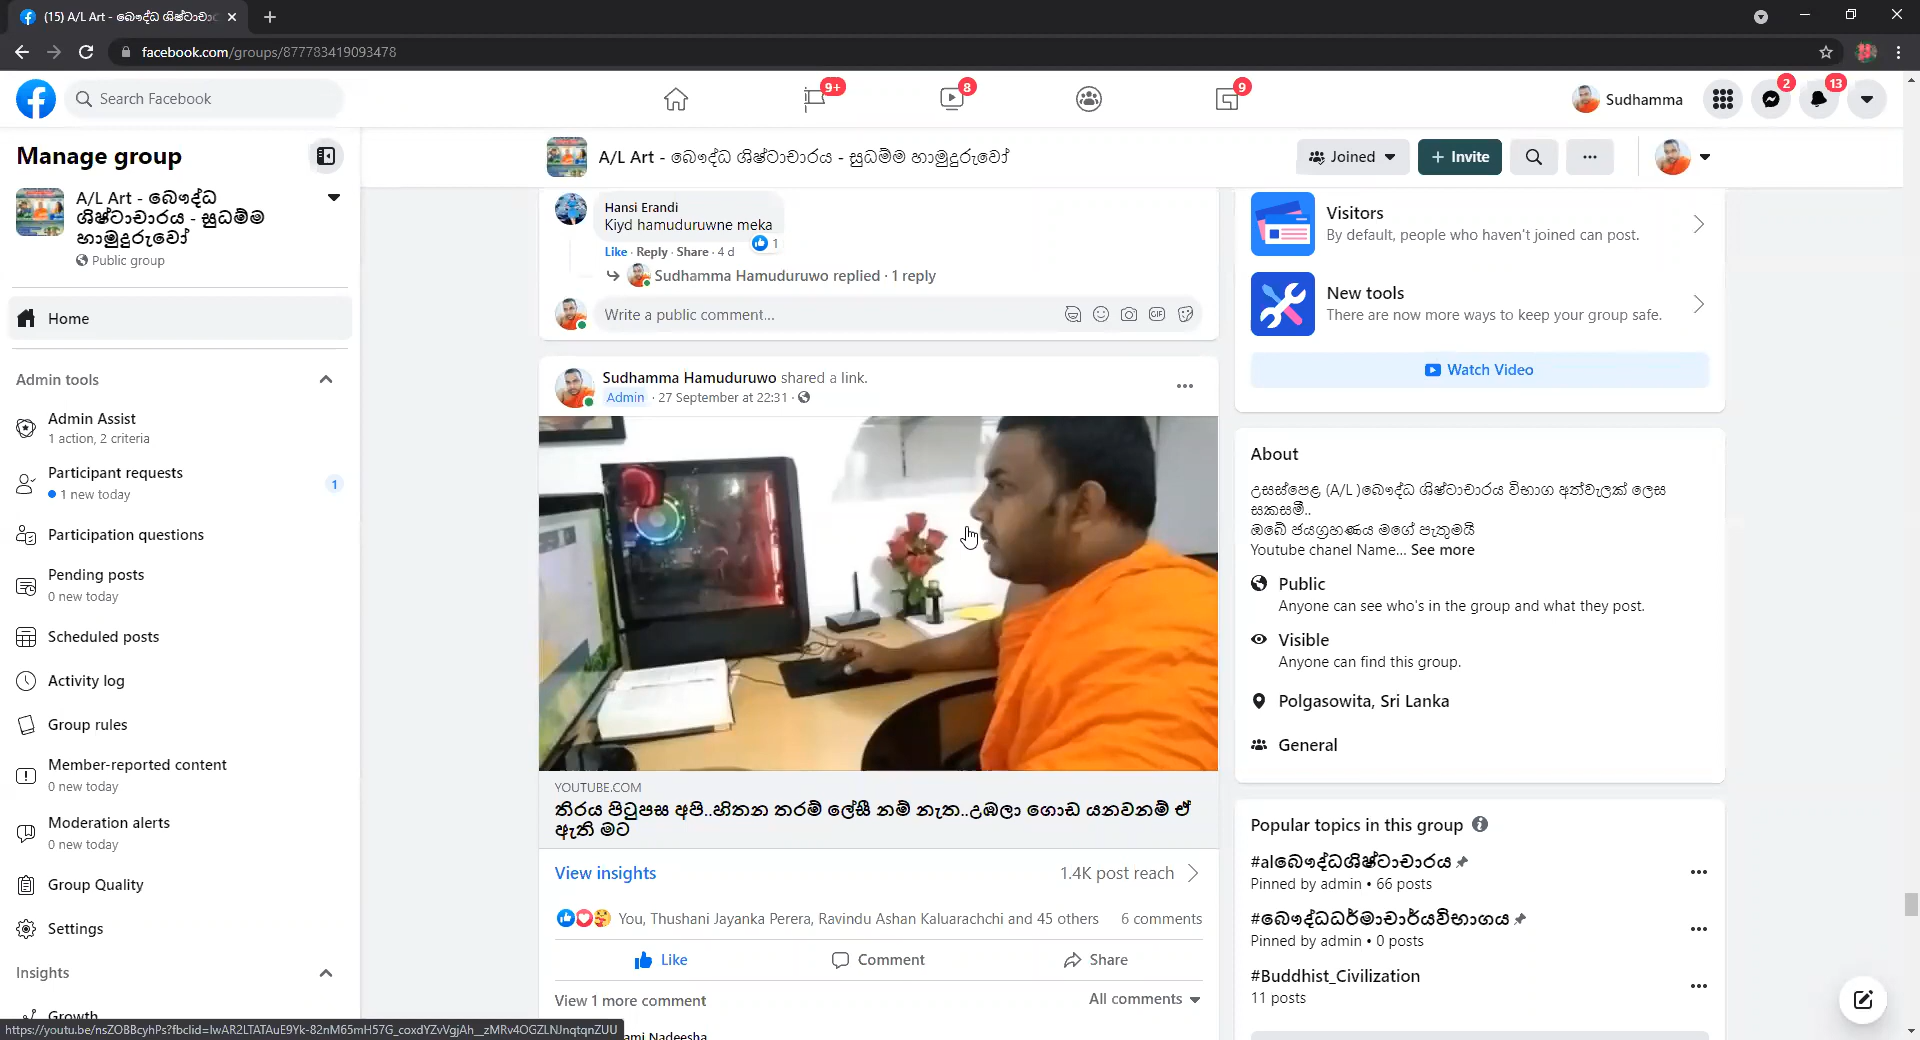 (15) A/L Art - බෞද්ධ ශිෂ්ටාචාර
facebook.com/groups/877783419093478
Search Facebook
9+
8
9
Sudhamma
2
13
Manage group
A/L Art - බෞද්ධ ශිෂ්ටාචාරය - සුධම්ම හාමුදුරුවෝ
Joined
+ Invite
A/L Art - බෞද්ධ
ශිෂ්ටාචාරය - සුධම්ම
හාමුදුරුවෝ
Public group
Home
Admin tools
Admin Assist
1 action, 2 criteria
Participant requests
1 new today
1
Participation questions
Pending posts
0 new today
Scheduled posts
Activity log
Group rules
Member-reported content
0 new today
Moderation alerts
0 new today
Group Quality
Settings
Insights
Growth
https://youtu.be/nsZOBBcyhPs?fbclid=IwAR2LTATAuE9Yk-82nM65mH57G_coxdYZvVgjAh__zMRv4OGZLNJnqtqnZUU
Hansi Erandi
Kiyd hamuduruwne meka
Like · Reply · Share · 4 d
1
Sudhamma Hamuduruwo replied · 1 reply
Write a public comment...
GIF
Sudhamma Hamuduruwo shared a link.
Admin · 27 September at 22:31 ·
YOUTUBE.COM
තිරය පිටුපස අපි..හිතන තරම් ලේසී නම් නැත..උඹලා ගොඩ යනවනම් ඒ
ඇති මට
View insights
1.4K post reach
You, Thushani Jayanka Perera, Ravindu Ashan Kaluarachchi and 45 others
6 comments
Like
Comment
Share
View 1 more comment
All comments
Nadeesha
Visitors
By default, people who haven't joined can post.
New tools
There are now more ways to keep your group safe.
Watch Video
About
උසස්පෙළ (A/L )බෞද්ධ ශිෂ්ටාචාරය විභාග අත්වැලක් ලෙස
සකසමී..
ඔබේ ජයග්‍රහණය මගේ පැතුමයි
Youtube chanel Name... See more
Public
Anyone can see who's in the group and what they post.
Visible
Anyone can find this group.
Polgasowita, Sri Lanka
General
Popular topics in this group
#alබෞද්ධශිෂ්ටාචාරය
Pinned by admin • 66 posts
#බෞද්ධධර්මාචාර්යවිභාගය
Pinned by admin • 0 posts
#Buddhist_Civilization
11 posts